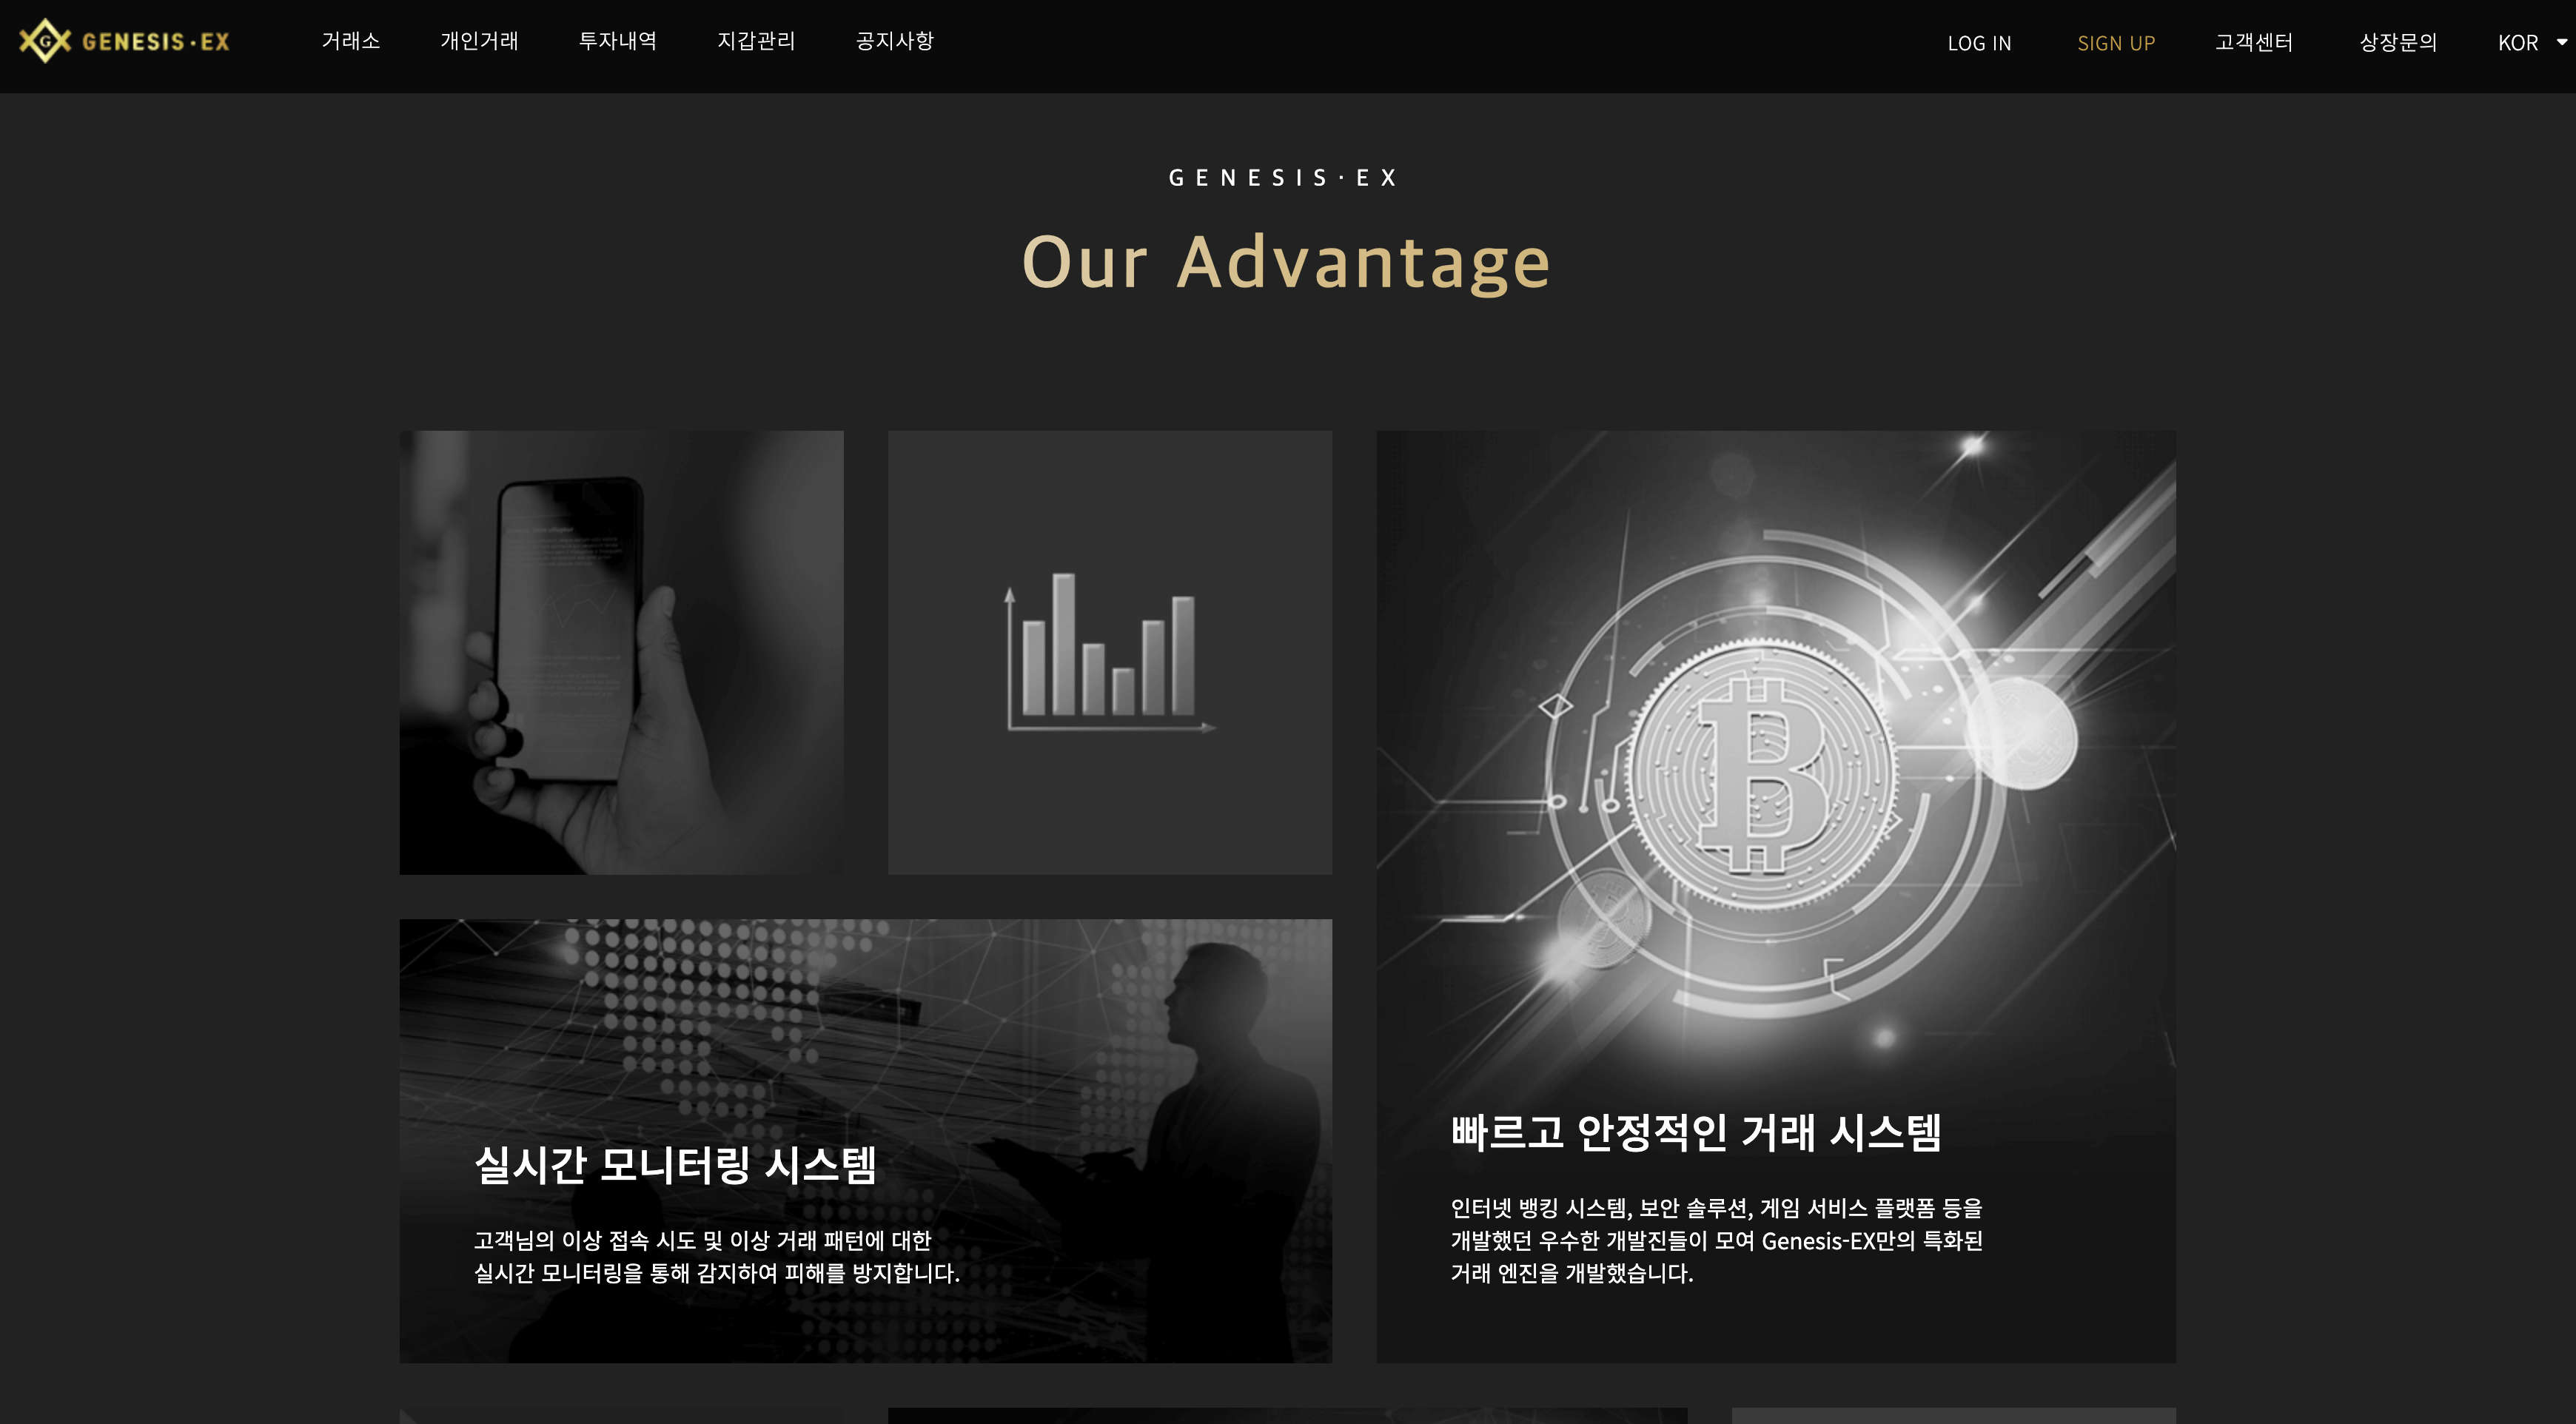 GENESIS·EX
거래소
개인거래
투자내역
지갑관리
공지사항
LOG IN
SIGN UP
고객센터
상장문의
KOR
GENESIS·EX
Our Advantage
실시간 모니터링 시스템
고객님의 이상 접속 시도 및 이상 거래 패턴에 대한
실시간 모니터링을 통해 감지하여 피해를 방지합니다.
빠르고 안정적인 거래 시스템
인터넷 뱅킹 시스템, 보안 솔루션, 게임 서비스 플랫폼 등을
개발했던 우수한 개발진들이 모여 Genesis-EX만의 특화된
거래 엔진을 개발했습니다.